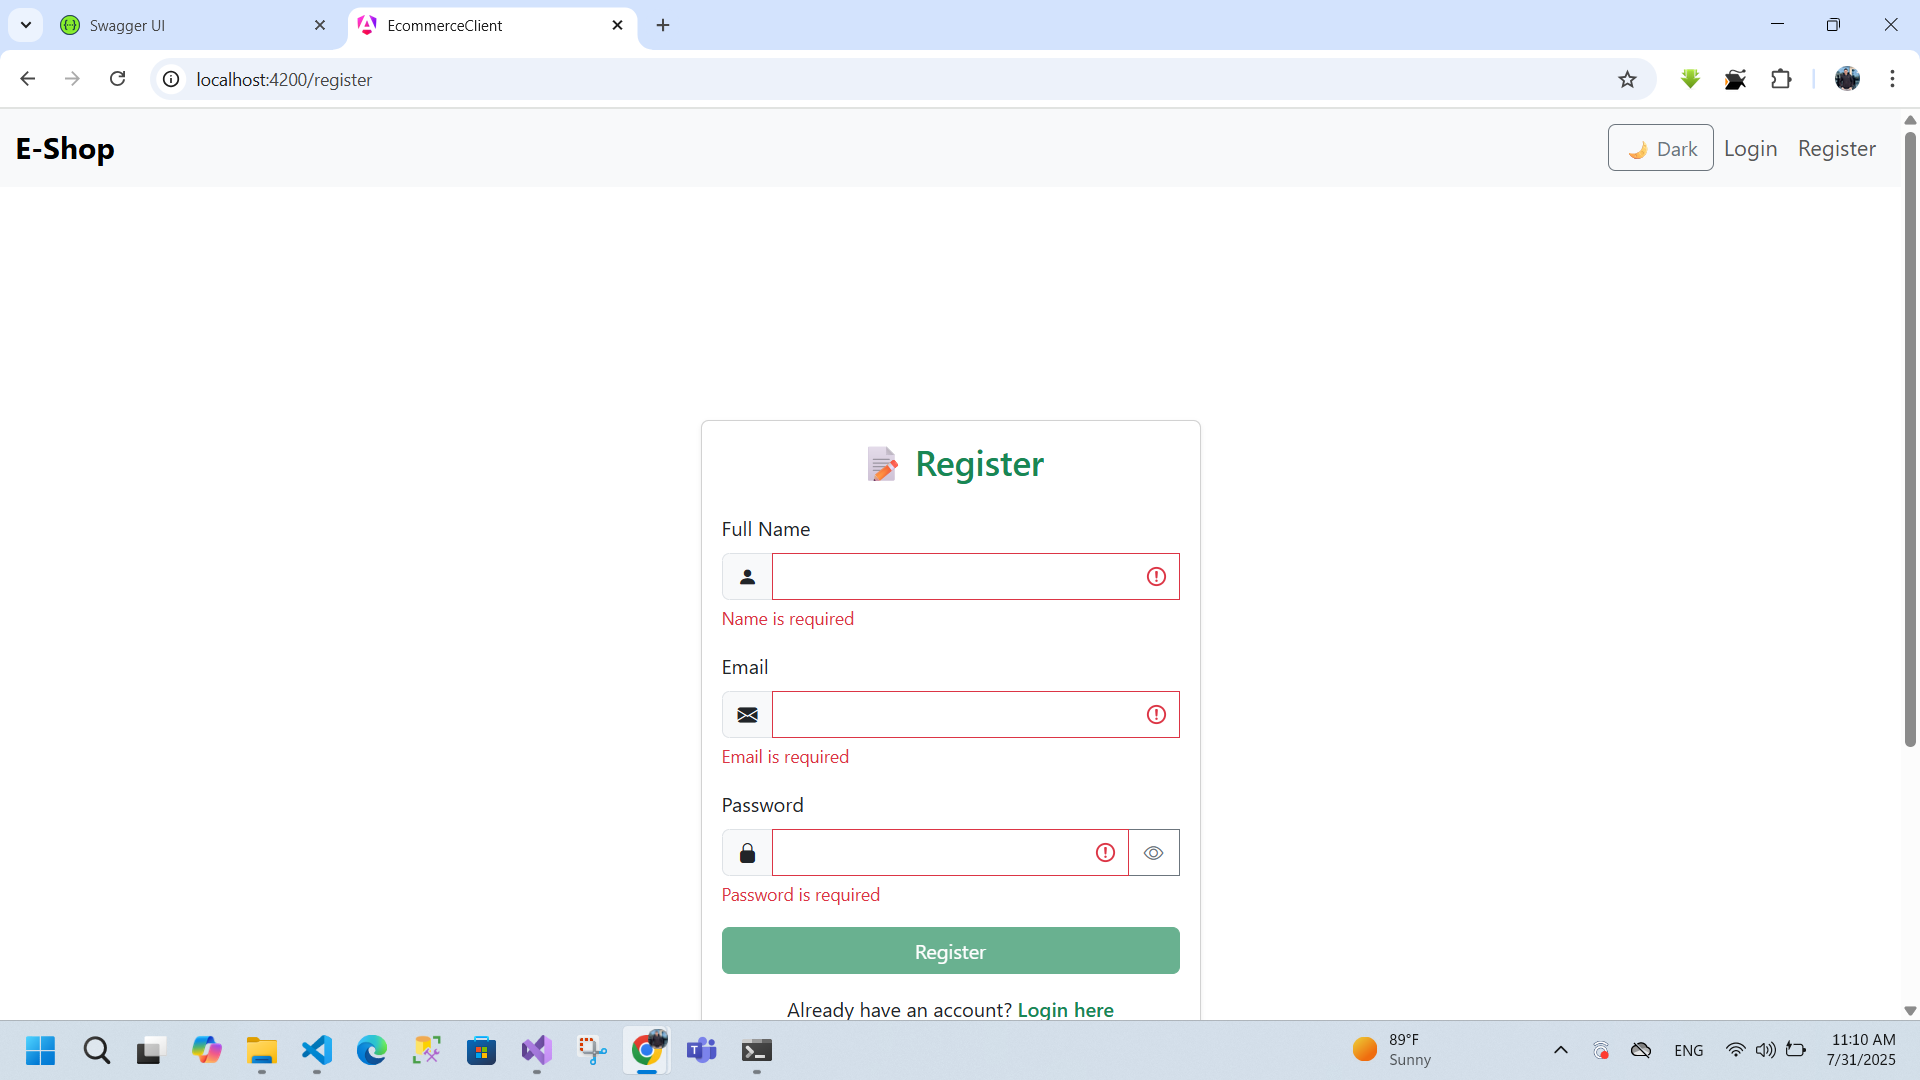 Swagger UI
EcommerceClient
localhost:4200/register
E-Shop
Dark
Login
Register
Register
Full Name
Name is required
Email
Email is required
Password
Password is required
Register
Already have an account? Login here
89°F
Sunny
ENG
11:10 AM
7/31/2025